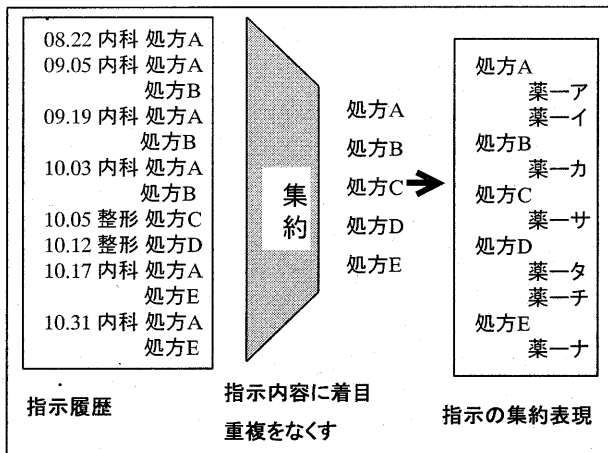 08.22 内科 処方A
09.05 内科 処方A
処方B
09.19 内科 処方A
処方B
10.03 内科 処方A
処方B
10.05 整形 処方C
10.12 整形 処方D
10.17 内科 処方A
処方E
10.31 内科 処方A
処方E
指示履歴
集約
指示内容に着目
重複をなくす
処方A
処方B
処方C
処方D
処方E
処方A
薬―ア
薬―イ
処方B
薬―カ
処方C
薬―サ
処方D
薬―タ
薬―チ
処方E
薬―ナ
指示の集約表現